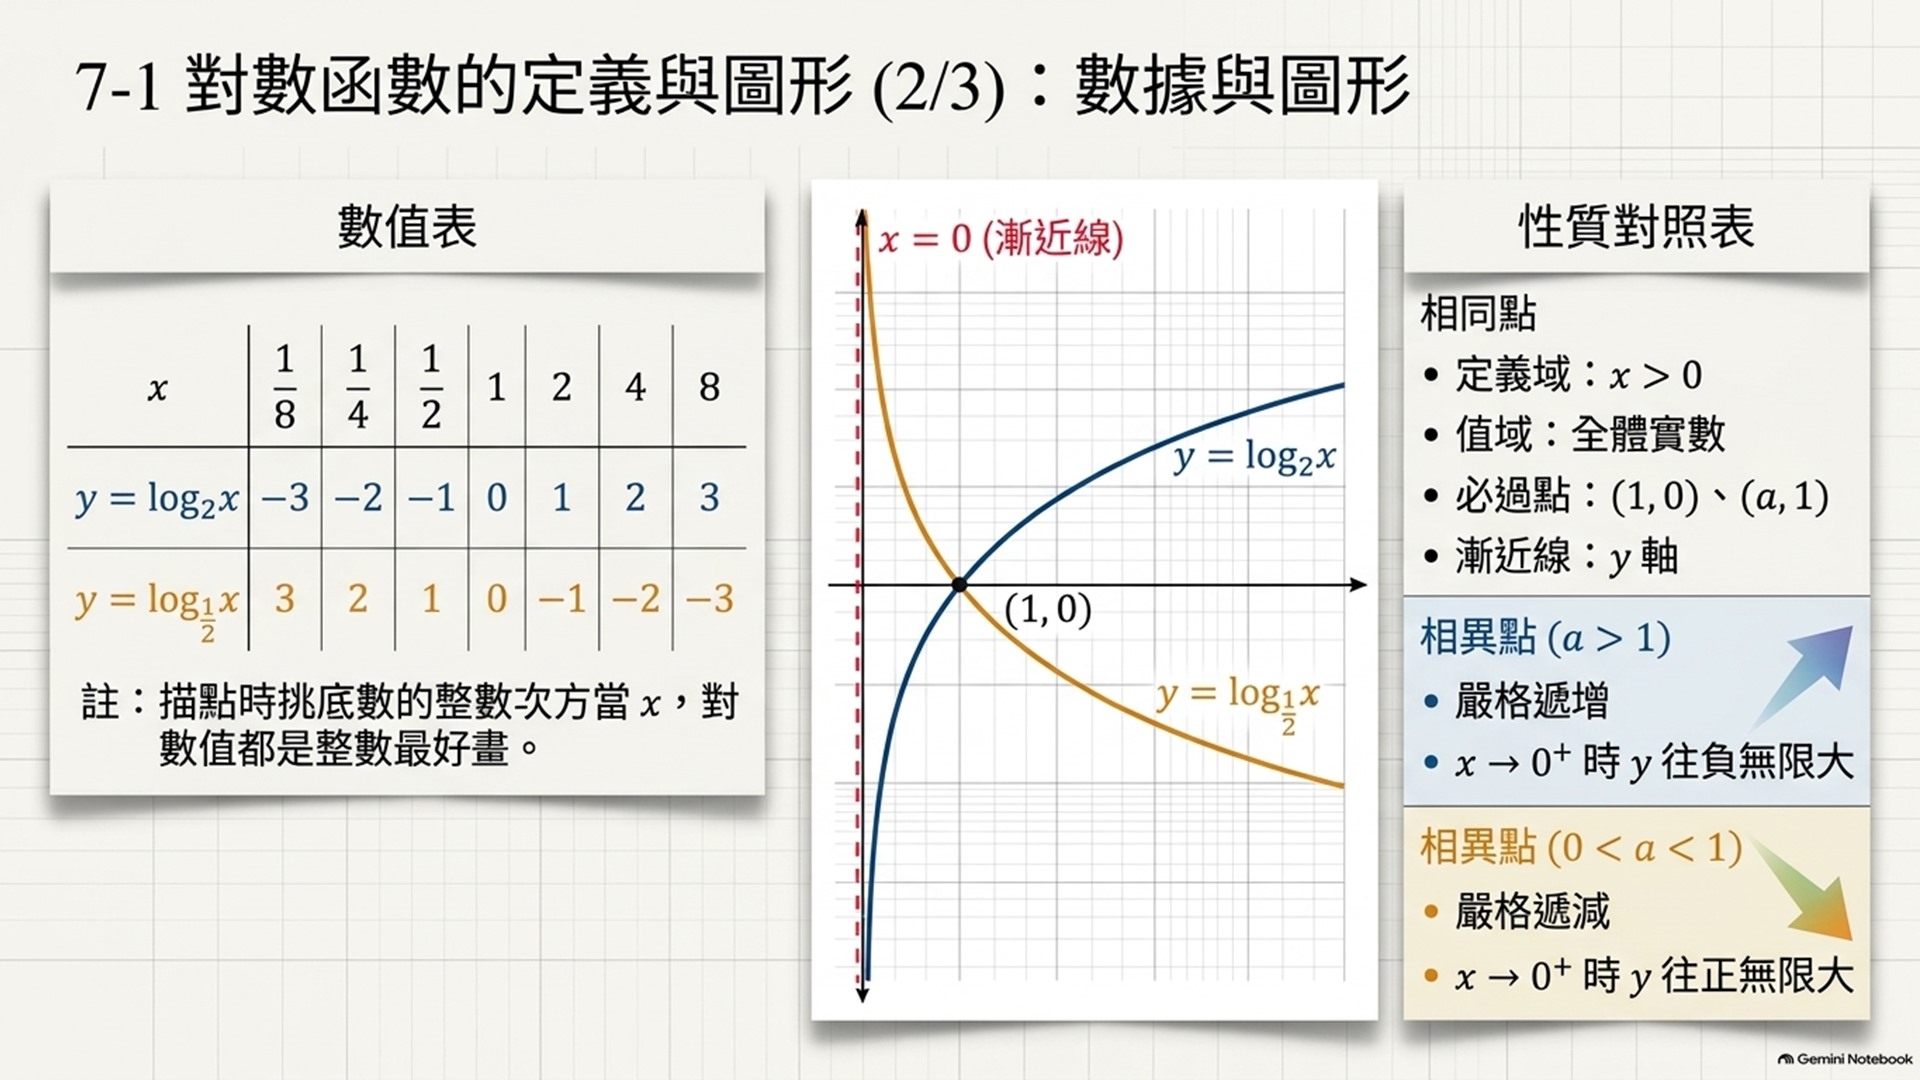 7-1 對數函數的定義與圖形 (2/3)：數據與圖形
數值表
x 1/8 1/4 1/2 1 2 4 8
y = log₂x −3 −2 −1 0 1 2 3
y = log_{1/2}x 3 2 1 0 −1 −2 −3
註：描點時挑底數的整數次方當 x，對
數值都是整數最好畫。
x = 0 (漸近線)
y = log₂x
(1, 0)
y = log_{1/2}x
性質對照表
相同點
• 定義域：x > 0
• 值域：全體實數
• 必過點：(1, 0)、(a, 1)
• 漸近線：y 軸
相異點 (a > 1)
• 嚴格遞增
• x → 0⁺ 時 y 往負無限大
相異點 (0 < a < 1)
• 嚴格遞減
• x → 0⁺ 時 y 往正無限大
Gemini Notebook